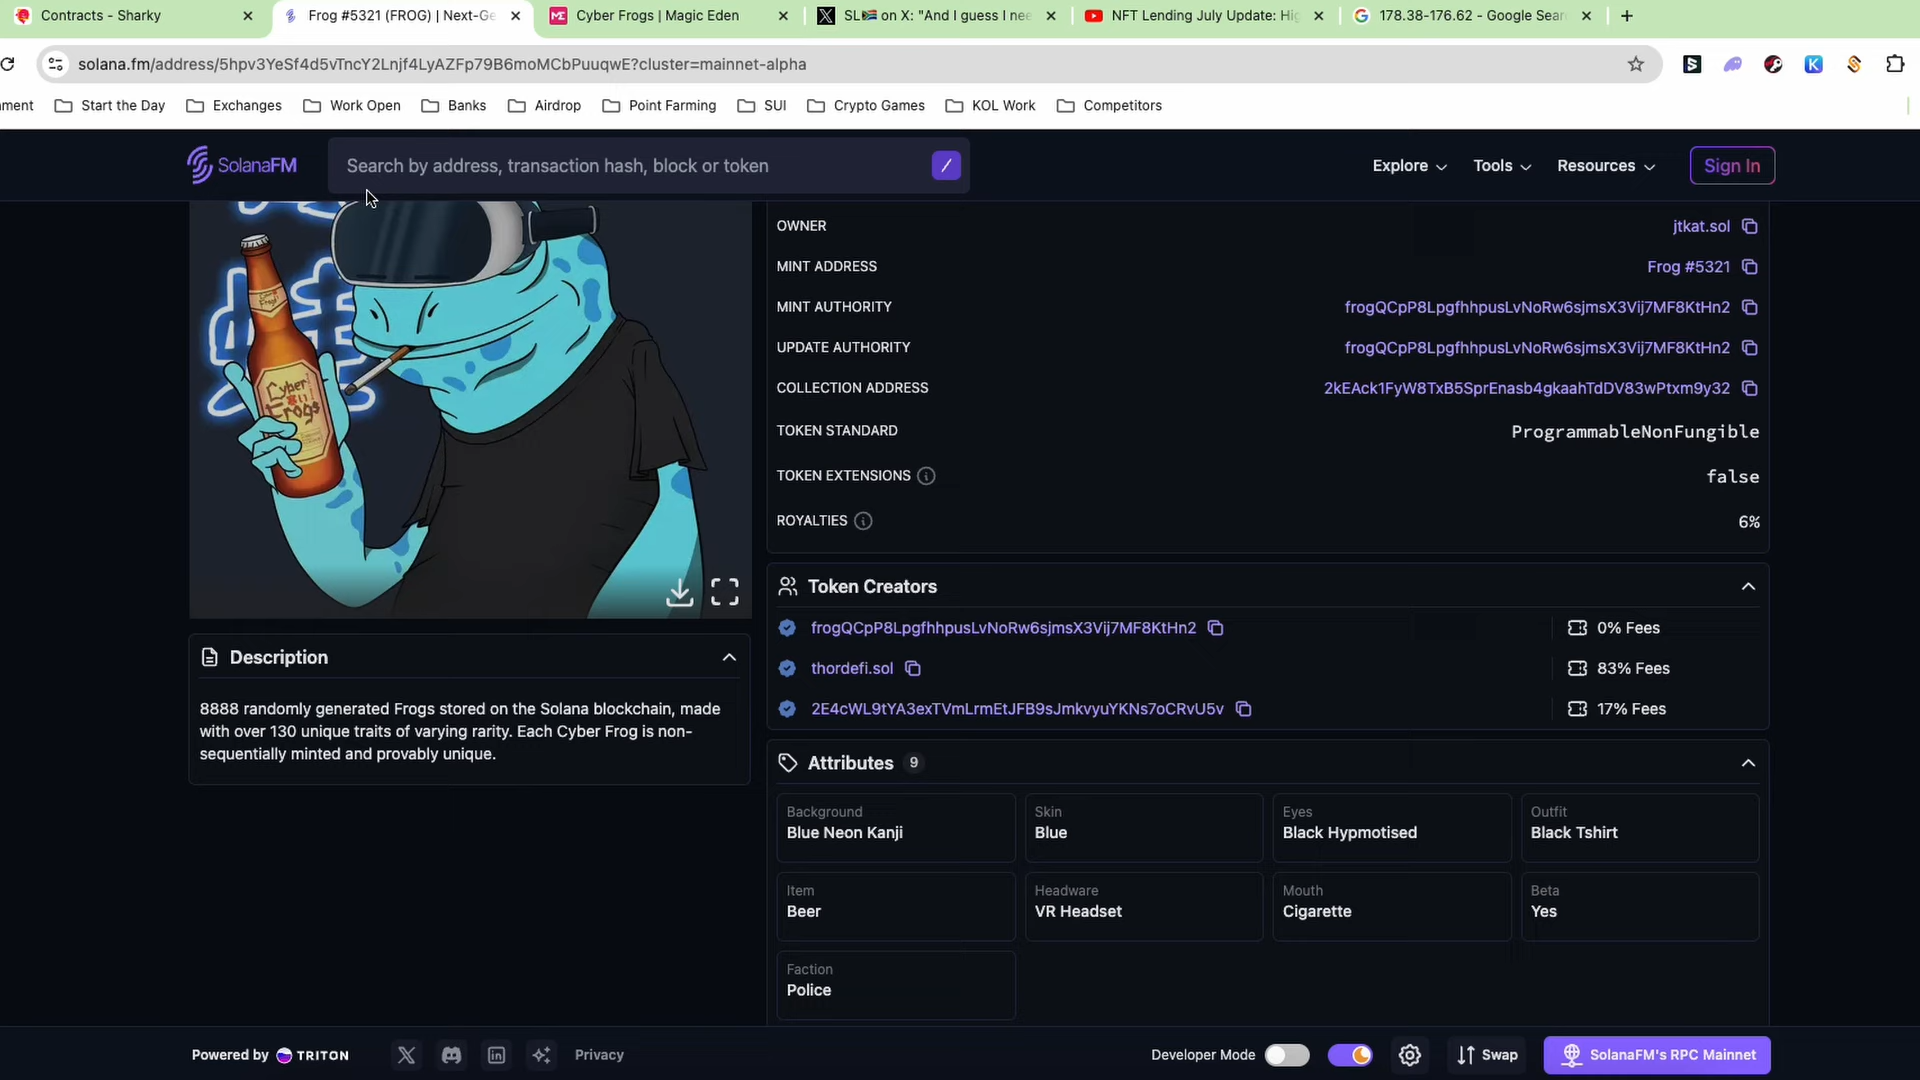 Contracts - Sharky
Frog #5321 (FROG) | Next-Ge
Cyber Frogs | Magic Eden
SL🇿🇦 on X: "And I guess I nee
NFT Lending July Update: Hig
178.38-176.62 - Google Sear
solana.fm/address/5hpv3YeSf4d5vTncY2Lnjf4LyAZFp79B6moMCbPuuqwE?cluster=mainnet-alpha
ment
Start the Day
Exchanges
Work Open
Banks
Airdrop
Point Farming
SUI
Crypto Games
KOL Work
Competitors
SolanaFM
Search by address, transaction hash, block or token
/
Explore
Tools
Resources
Sign In
OWNER
jtkat.sol
MINT ADDRESS
Frog #5321
MINT AUTHORITY
frogQCpP8LpgfhhpusLvNoRw6sjmsX3Vij7MF8KtHn2
UPDATE AUTHORITY
frogQCpP8LpgfhhpusLvNoRw6sjmsX3Vij7MF8KtHn2
COLLECTION ADDRESS
2kEAck1FyW8TxB5SprEnasb4gkaahTdDV83wPtxm9y32
TOKEN STANDARD
ProgrammableNonFungible
TOKEN EXTENSIONS
false
ROYALTIES
6%
Cyber
Frogs
Token Creators
frogQCpP8LpgfhhpusLvNoRw6sjmsX3Vij7MF8KtHn2
0% Fees
thordefi.sol
83% Fees
2E4cWL9tYA3exTVmLrmEtJFB9sJmkvyuYKNs7oCRvU5v
17% Fees
Description
8888 randomly generated Frogs stored on the Solana blockchain, made
with over 130 unique traits of varying rarity. Each Cyber Frog is non-
sequentially minted and provably unique.
Attributes 9
Background
Blue Neon Kanji
Skin
Blue
Eyes
Black Hypmotised
Outfit
Black Tshirt
Item
Beer
Headware
VR Headset
Mouth
Cigarette
Beta
Yes
Faction
Police
Powered by TRITON
Privacy
Developer Mode
Swap
SolanaFM's RPC Mainnet